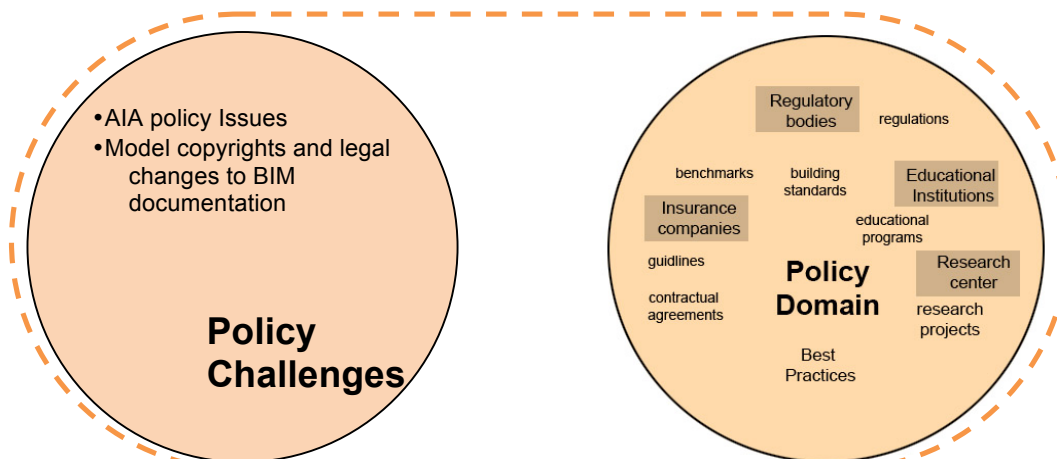 •AIA policy Issues
•Model copyrights and legal
changes to BIM
documentation
Policy
Challenges
Regulatory
bodies
regulations
benchmarks
building
standards
Educational
Institutions
Insurance
companies
educational
programs
guidlines
Policy
Domain
Research
center
contractual
agreements
research
projects
Best
Practices